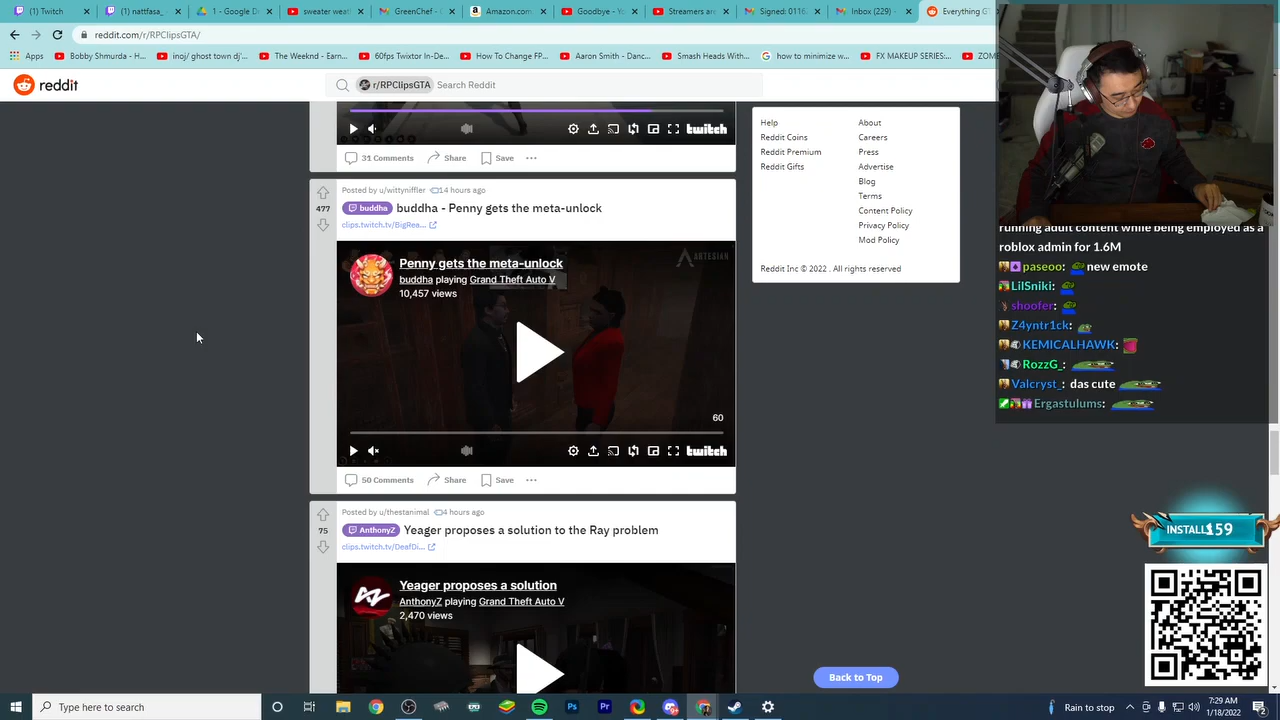 (1) Twitch
(1) nattfasa_
1 - Google D
sweater weat
GreenChef -
Amazon.com
Goodbye - Yo
Streamers are
Signed: 0116
Inbox (229) -
Everything GT
reddit.com/r/RPClipsGTA/
Apps
Bobby Shmurda - H...
inoj/ ghost town dj'...
The Weeknd - Earn...
60fps Twixtor In-De...
How To Change FP...
Aaron Smith - Danc...
Smash Heads With...
how to minimize w...
FX MAKEUP SERIES:...
ZOM
reddit
r/RPClipsGTA
Search Reddit
twitch
31 Comments
Share
Save
Posted by u/wittyniffler
14 hours ago
477
buddha
buddha - Penny gets the meta-unlock
clips.twitch.tv/BigRea...
ARTESIAN
Penny gets the meta-unlock
buddha playing Grand Theft Auto V
10,457 views
60
twitch
50 Comments
Share
Save
Posted by u/thestanimal
4 hours ago
75
AnthonyZ
Yeager proposes a solution to the Ray problem
clips.twitch.tv/DeafDi...
Yeager proposes a solution
AnthonyZ playing Grand Theft Auto V
2,470 views
Help
About
Reddit Coins
Careers
Reddit Premium
Press
Reddit Gifts
Advertise
Blog
Terms
Content Policy
Privacy Policy
Mod Policy
Reddit Inc © 2022 . All rights reserved
Back to Top
running adult content while being employed as a
roblox admin for 1.6M
paseoo: new emote
LilSniki:
shoofer:
Z4yntr1ck:
KEMICALHAWK:
RozzG_:
Valcryst_: das cute
Ergastulums:
159
Type here to search
Rain to stop
7:29 AM
1/18/2022
2